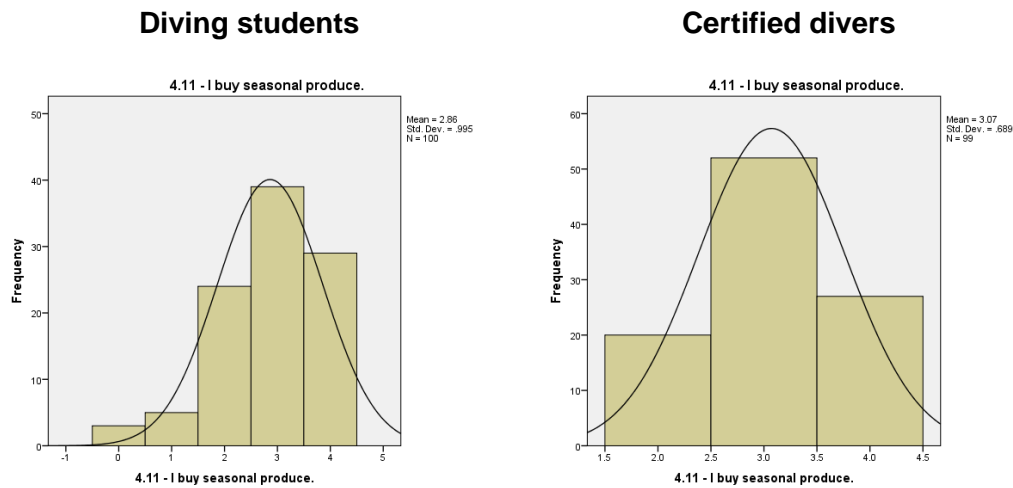 Diving students
4.11 - I buy seasonal produce.
50
40
30
20
10
0
Frequency
-1 0 1 2 3 4 5
4.11 - I buy seasonal produce.
Mean = 2.86
Std. Dev. = .995
N = 100
Certified divers
4.11 - I buy seasonal produce.
60
50
40
30
20
10
0
Frequency
1.5 2.0 2.5 3.0 3.5 4.0 4.5
4.11 - I buy seasonal produce.
Mean = 3.07
Std. Dev. = .689
N = 99